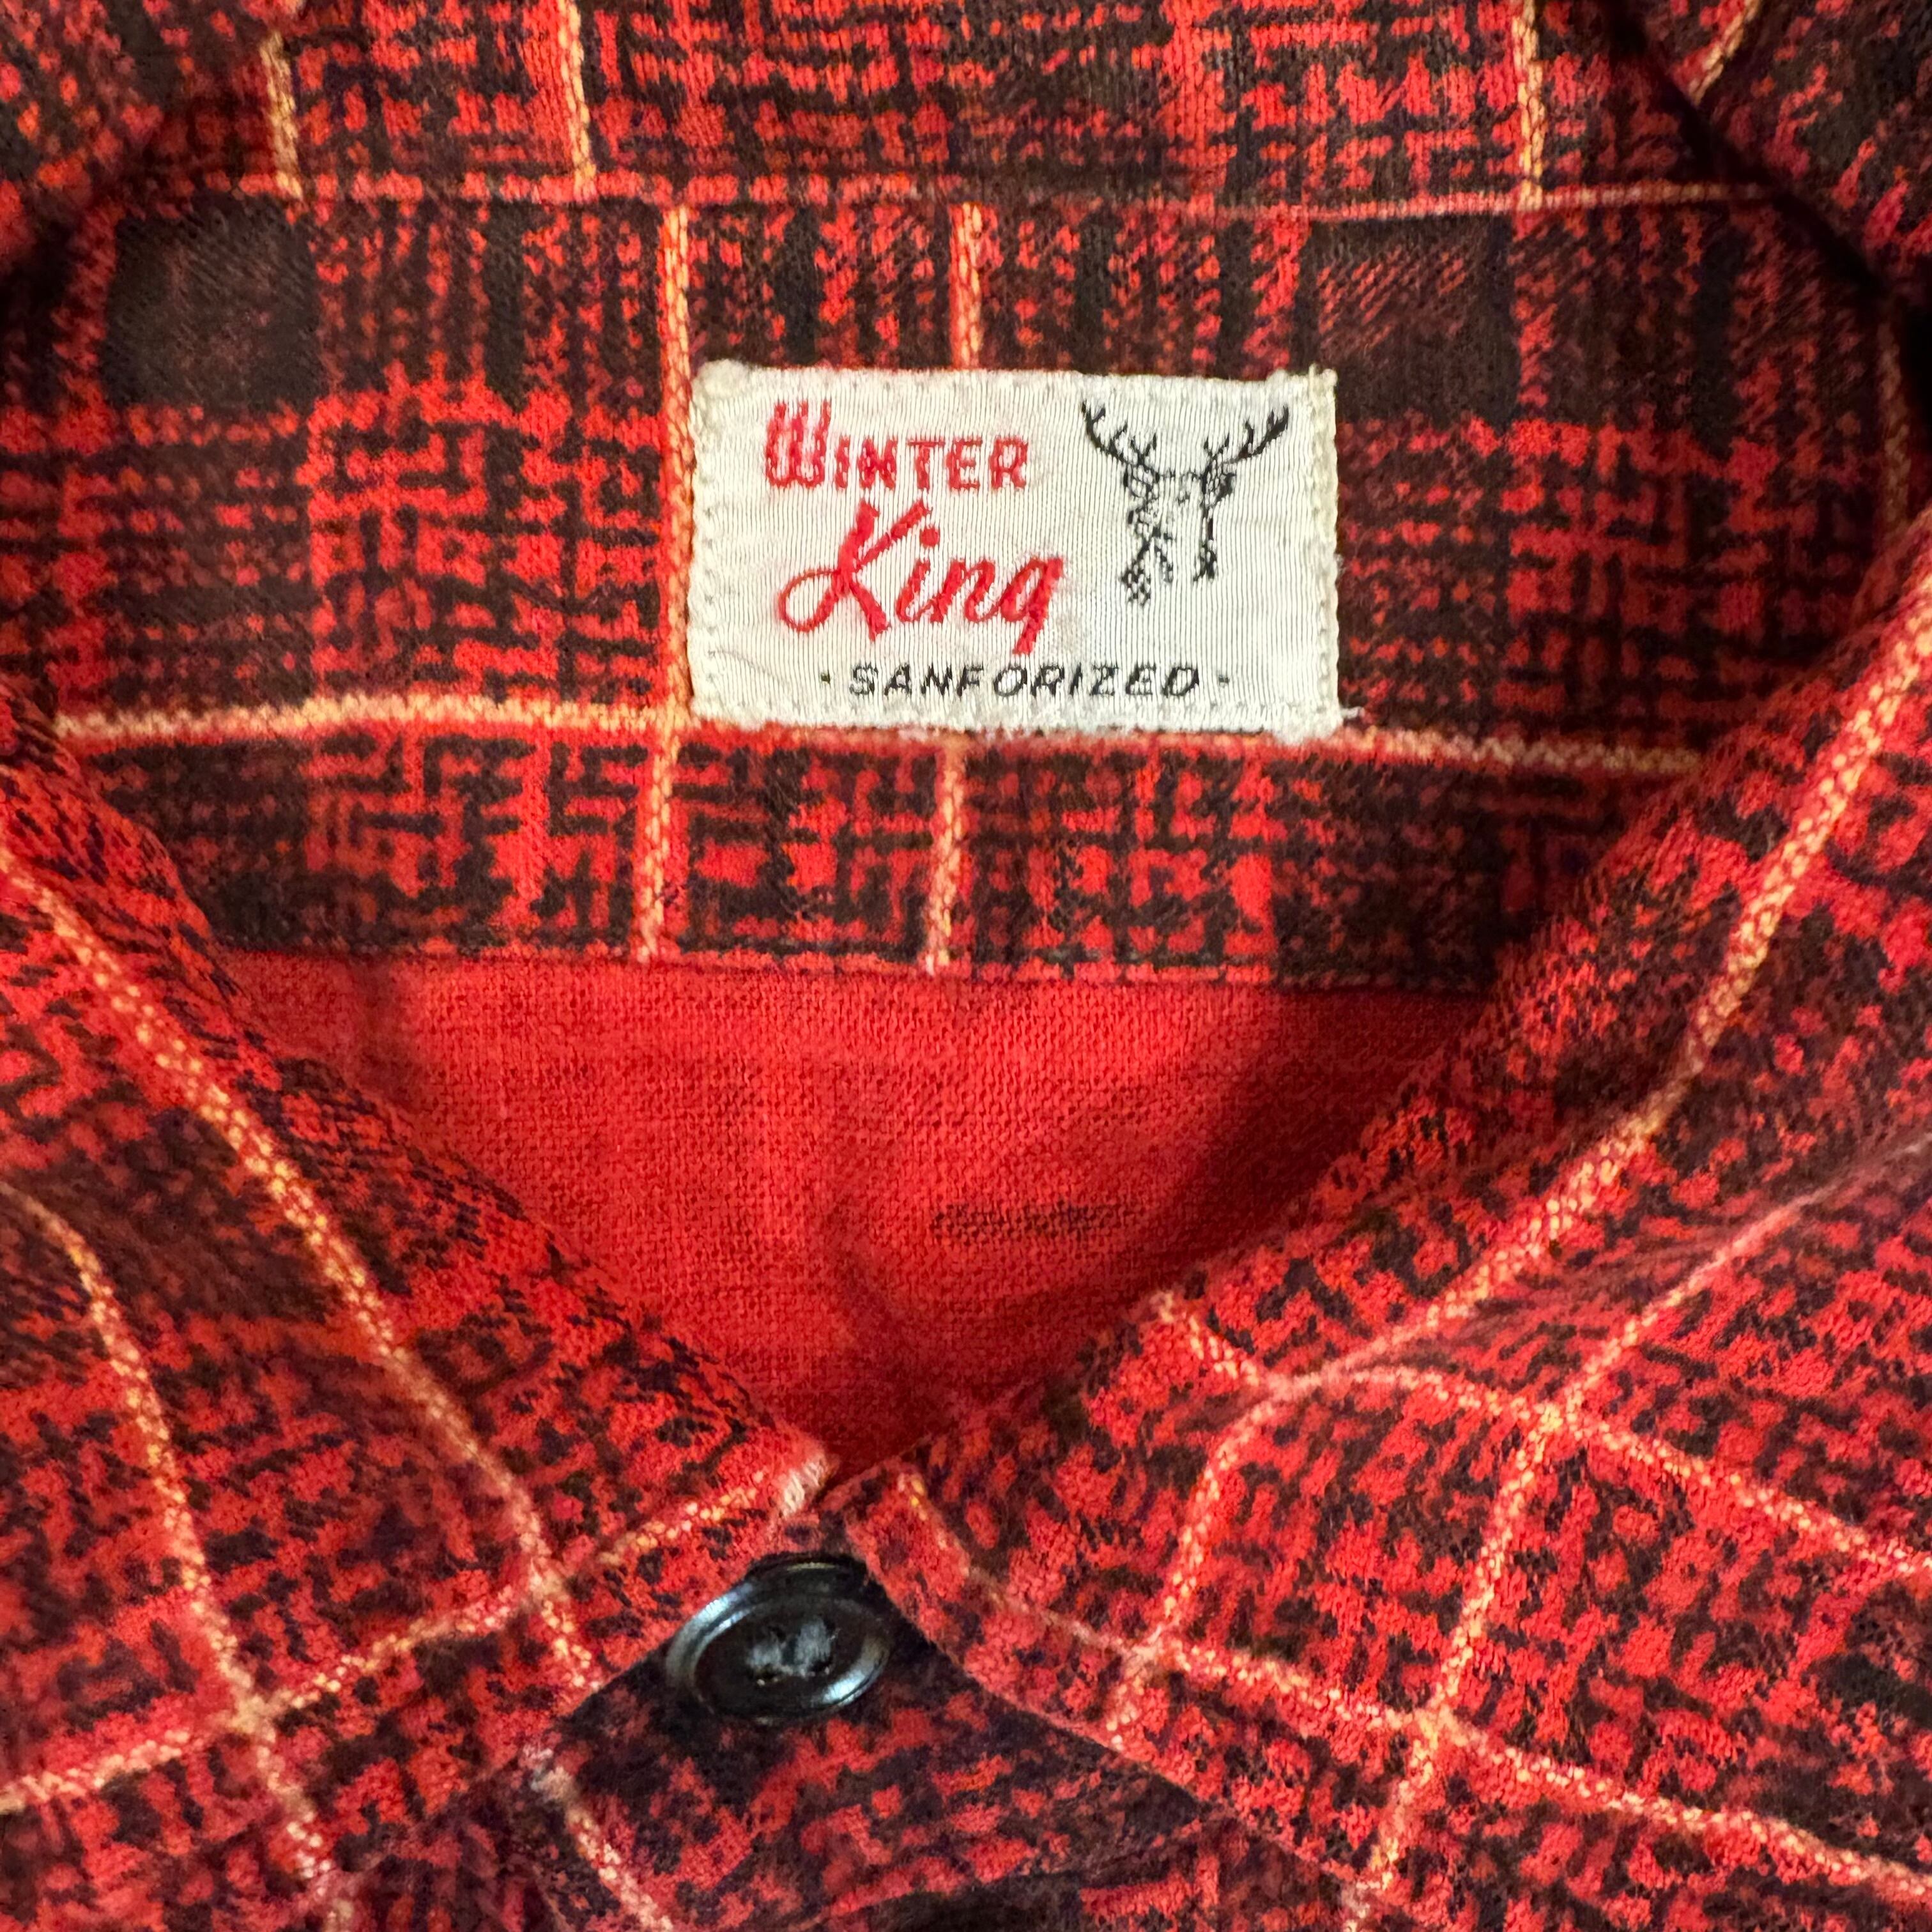 WINTER
King
· SANFORIZED ·